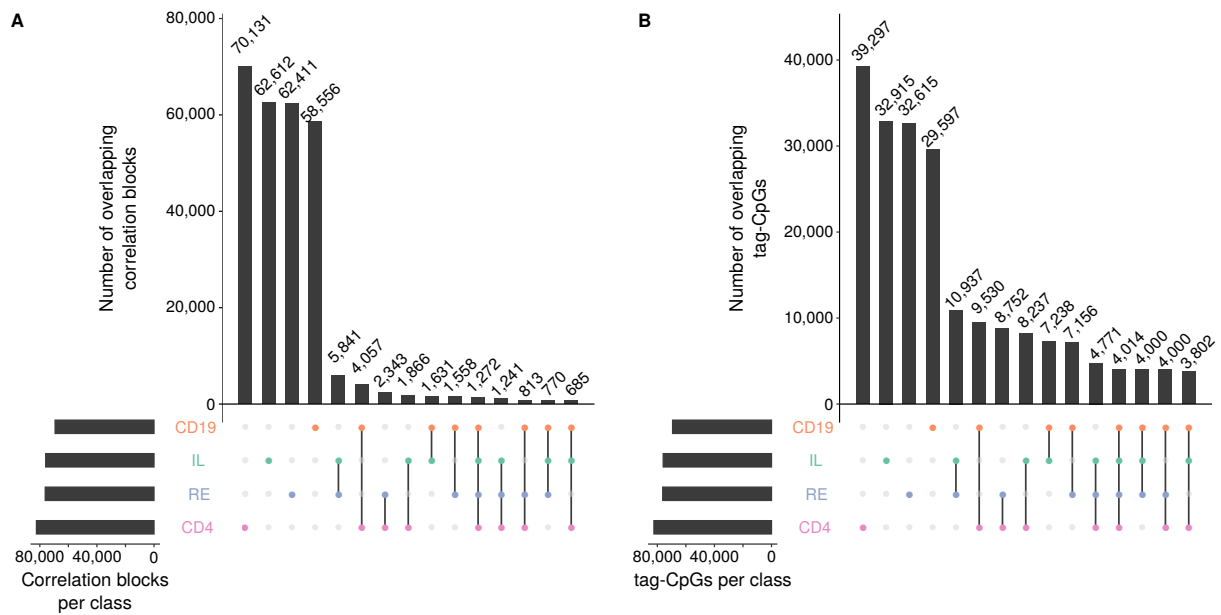 A
80,000
60,000
40,000
20,000
0
Number of overlapping
correlation blocks
70,131
62,612
62,411
58,556
5,841
4,057
2,343
1,866
1,631
1,558
1,272
1,241
813
770
685
CD19
IL
RE
CD4
80,000 40,000 0
Correlation blocks
per class
B
40,000
30,000
20,000
10,000
0
Number of overlapping
tag-CpGs
39,297
32,915
32,615
29,597
10,937
9,530
8,752
8,237
7,238
7,156
4,771
4,014
4,000
4,000
3,802
CD19
IL
RE
CD4
80,000 40,000 0
tag-CpGs per class